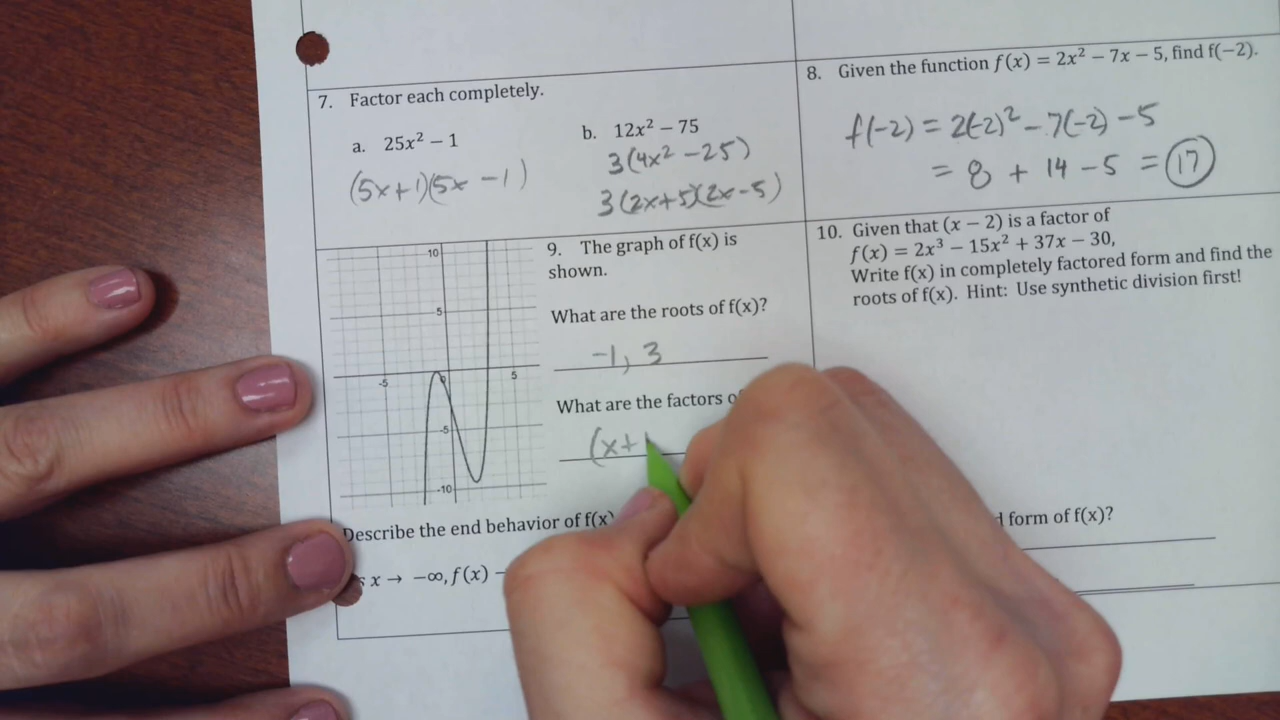 7. Factor each completely.
a. 25x² − 1
(5x+1)(5x −1)
b. 12x² − 75
3(4x² −25)
3(2x+5)(2x−5)
8. Given the function f(x) = 2x² − 7x − 5, find f(−2).
f(−2) = 2(−2)² − 7(−2) −5
= 8 + 14 −5 = 17
10
5
-5
0
5
-5
-10
9. The graph of f(x) is
shown.
What are the roots of f(x)?
−1, 3
What are the factors
(x+1
Describe the end behavior of f(x)
x → −∞, f(x)
10. Given that (x − 2) is a factor of
f(x) = 2x³ − 15x² + 37x − 30,
Write f(x) in completely factored form and find the
roots of f(x). Hint: Use synthetic division first!
form of f(x)?